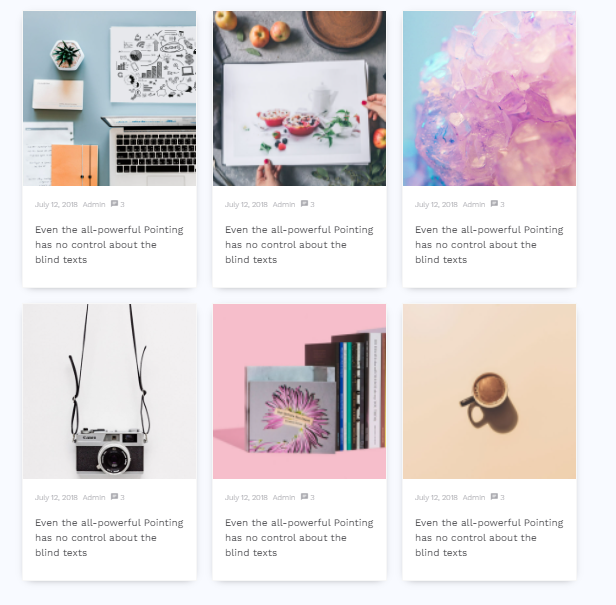 July 12, 2018 Admin 3
Even the all-powerful Pointing
has no control about the
blind texts
July 12, 2018 Admin 3
Even the all-powerful Pointing
has no control about the
blind texts
July 12, 2018 Admin 3
Even the all-powerful Pointing
has no control about the
blind texts
July 12, 2018 Admin 3
Even the all-powerful Pointing
has no control about the
blind texts
July 12, 2018 Admin 3
Even the all-powerful Pointing
has no control about the
blind texts
July 12, 2018 Admin 3
Even the all-powerful Pointing
has no control about the
blind texts